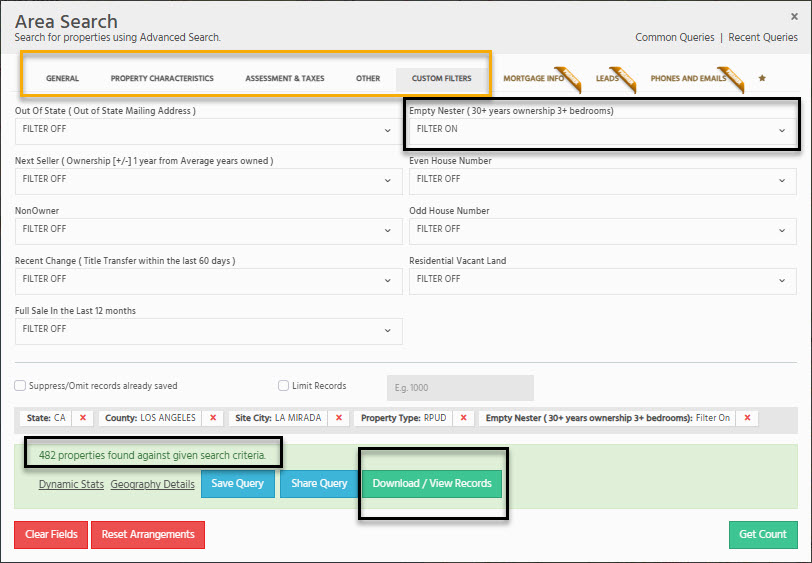 Area Search
×
Search for properties using Advanced Search.
Common Queries | Recent Queries
GENERAL PROPERTY CHARACTERISTICS ASSESSMENT & TAXES OTHER CUSTOM FILTERS MORTGAGE INFO LEADS PHONES AND EMAILS
Out Of State ( Out of State Mailing Address )
FILTER OFF
Empty Nester ( 30+ years ownership 3+ bedrooms)
FILTER ON
Next Seller ( Ownership [+/-] 1 year from Average years owned )
FILTER OFF
Even House Number
FILTER OFF
NonOwner
FILTER OFF
Odd House Number
FILTER OFF
Recent Change ( Title Transfer within the last 60 days )
FILTER OFF
Residential Vacant Land
FILTER OFF
Full Sale In the Last 12 months
FILTER OFF
Suppress/Omit records already saved
Limit Records
E.g. 1000
State: CA × County: LOS ANGELES × Site City: LA MIRADA × Property Type: RPUD × Empty Nester ( 30+ years ownership 3+ bedrooms): Filter On ×
482 properties found against given search criteria.
Dynamic Stats Geography Details Save Query Share Query Download / View Records
Clear Fields Reset Arrangements Get Count